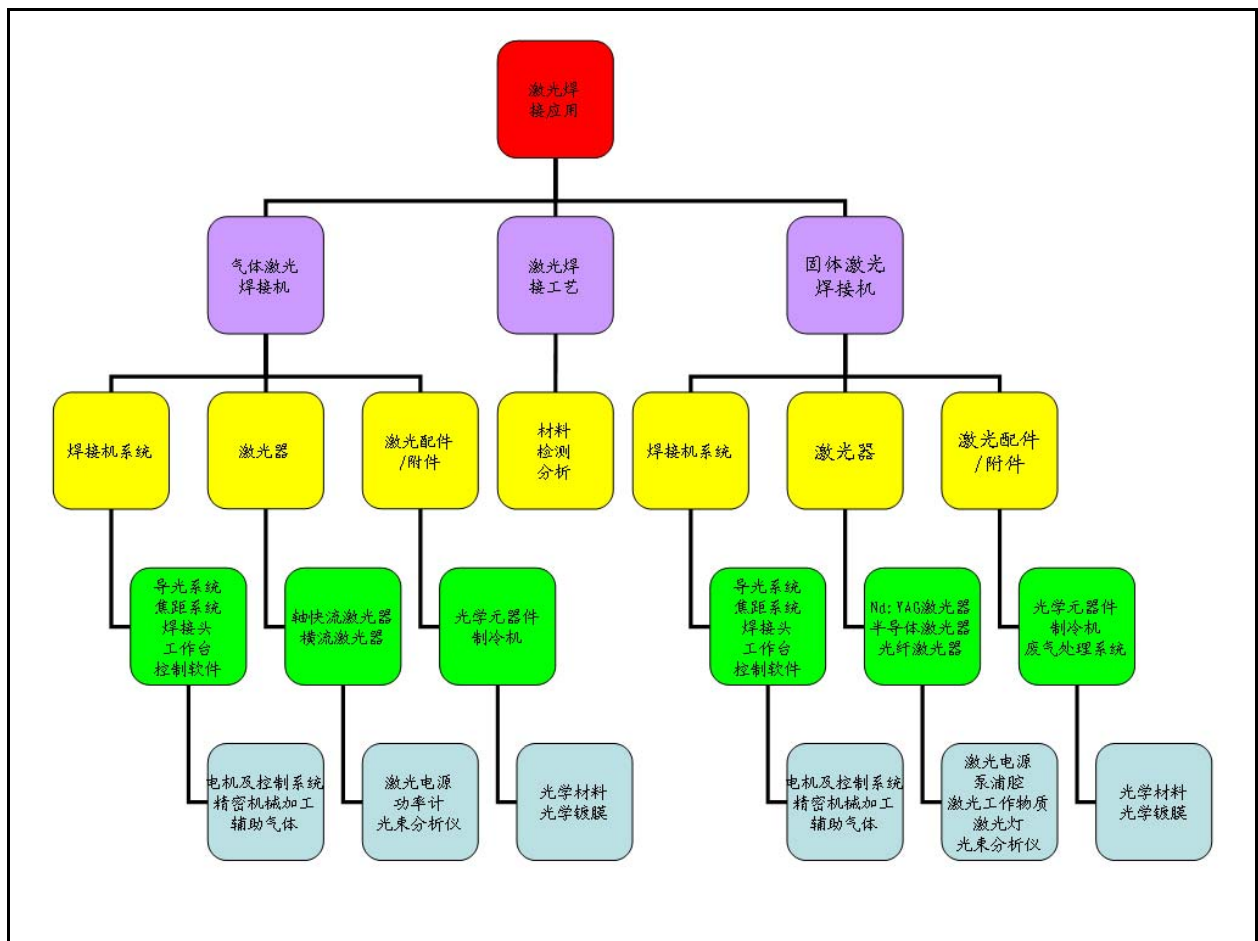 激光焊
接应用
气体激光
焊接机
激光焊
接工艺
固体激光
焊接机
焊接机系统
激光器
激光配件
/附件
材料
检测
分析
焊接机系统
激光器
激光配件
/附件
导光系统
焦距系统
焊接头
工作台
控制软件
轴快流激光器
横流激光器
光学元器件
制冷机
导光系统
焦距系统
焊接头
工作台
控制软件
Nd:YAG激光器
半导体激光器
光纤激光器
光学元器件
制冷机
废气处理系统
电机及控制系统
精密机械加工
辅助气体
激光电源
功率计
光束分析仪
光学材料
光学镀膜
电机及控制系统
精密机械加工
辅助气体
激光电源
泵浦腔
激光工作物质
激光灯
光束分析仪
光学材料
光学镀膜